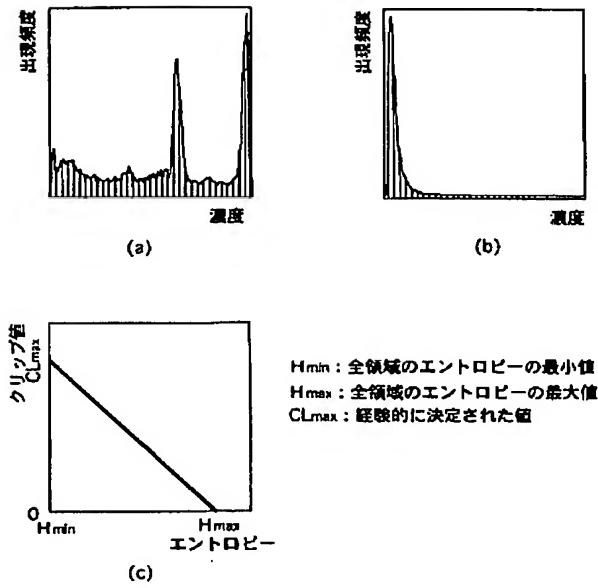 出現頻度
濃度
(a)
出現頻度
濃度
(b)
クリップ値
CLmax
0
Hmin
Hmax
エントロピー
(c)
Hmin：全領域のエントロピーの最小値
Hmax：全領域のエントロピーの最大値
CLmax：経験的に決定された値